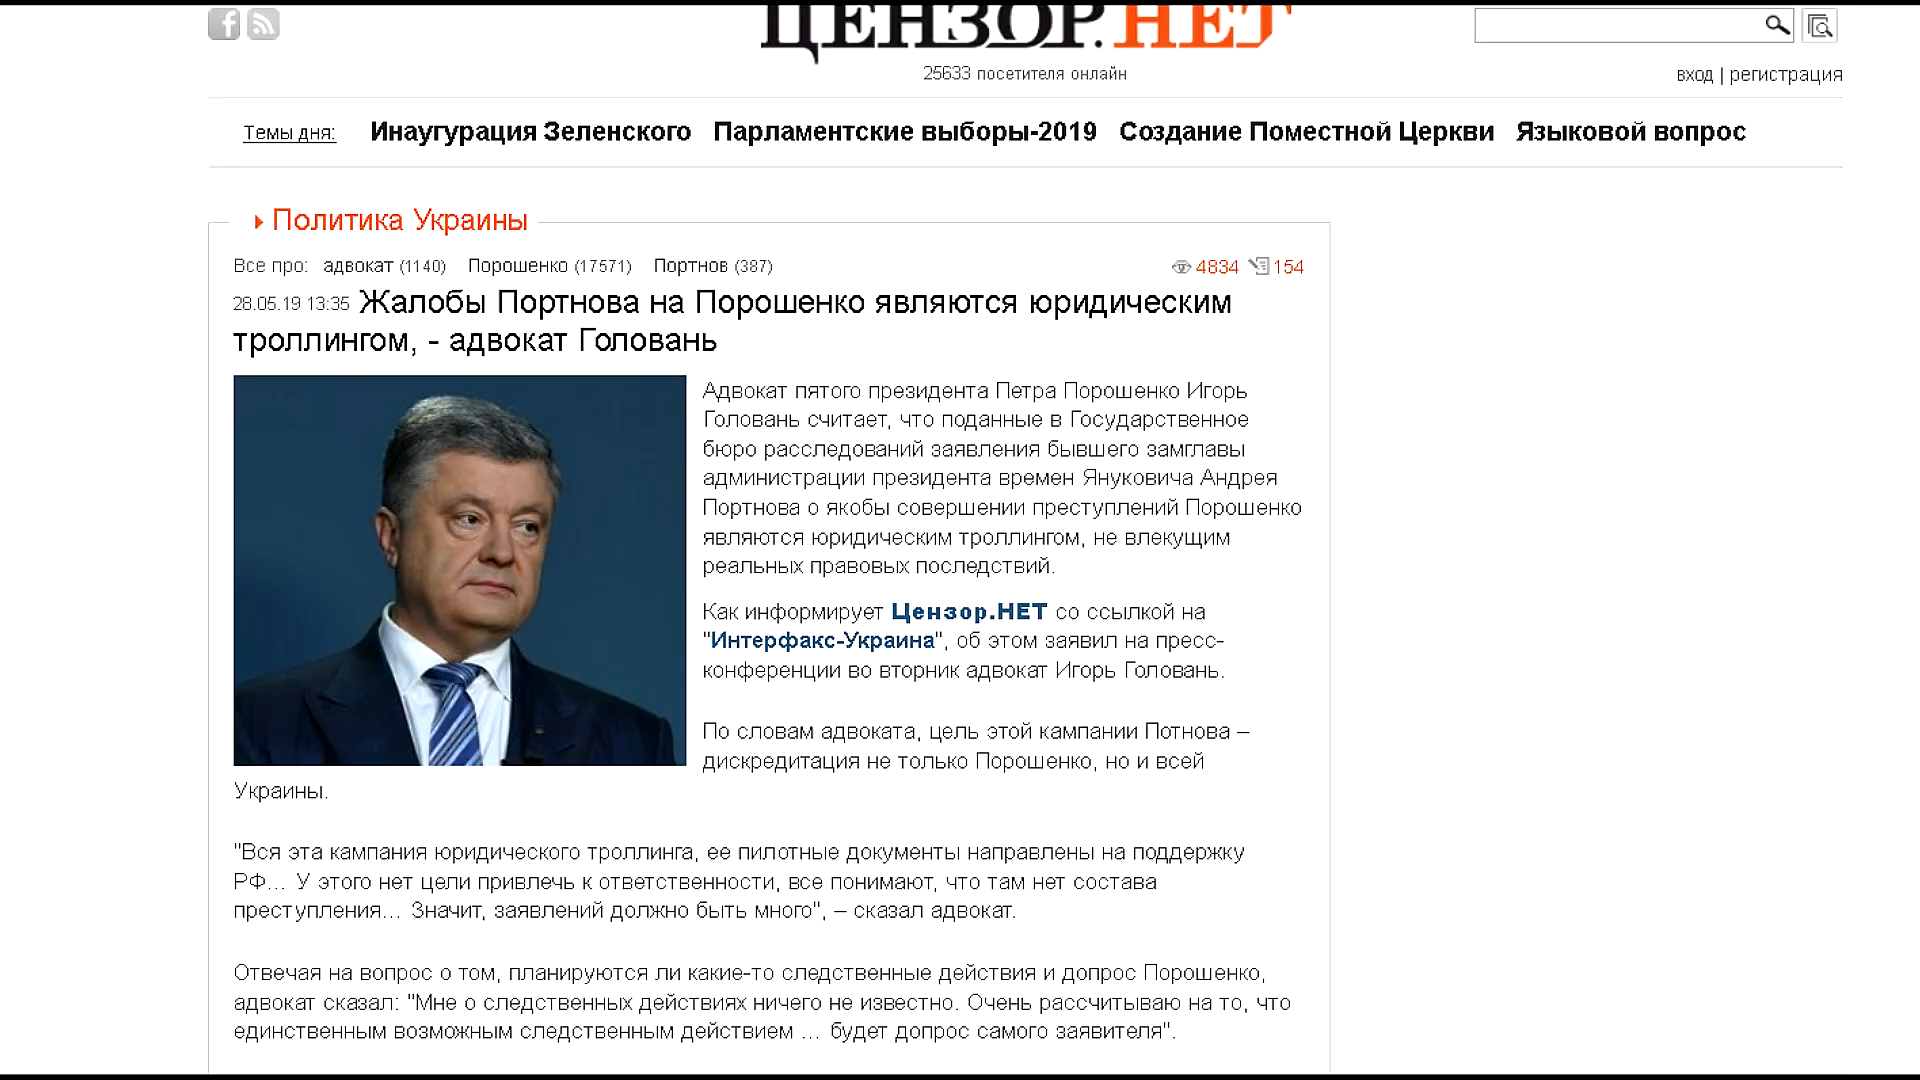 ЦЕНЗОР.НЕТ
25633 посетителя онлайн
вход | регистрация
Темы дня: Инаугурация Зеленского Парламентские выборы-2019 Создание Поместной Церкви Языковой вопрос
Политика Украины
Все про: адвокат (1140) Порошенко (17571) Портнов (387) 4834 154
28.05.19 13:35 Жалобы Портнова на Порошенко являются юридическим
троллингом, - адвокат Головань
Адвокат пятого президента Петра Порошенко Игорь
Головань считает, что поданные в Государственное
бюро расследований заявления бывшего замглавы
администрации президента времен Януковича Андрея
Портнова о якобы совершении преступлений Порошенко
являются юридическим троллингом, не влекущим
реальных правовых последствий.
Как информирует Цензор.НЕТ со ссылкой на
"Интерфакс-Украина", об этом заявил на пресс-
конференции во вторник адвокат Игорь Головань.
По словам адвоката, цель этой кампании Потнова –
дискредитация не только Порошенко, но и всей
Украины.
"Вся эта кампания юридического троллинга, ее пилотные документы направлены на поддержку
РФ... У этого нет цели привлечь к ответственности, все понимают, что там нет состава
преступления... Значит, заявлений должно быть много", – сказал адвокат.
Отвечая на вопрос о том, планируются ли какие-то следственные действия и допрос Порошенко,
адвокат сказал: "Мне о следственных действиях ничего не известно. Очень рассчитываю на то, что
единственным возможным следственным действием ... будет допрос самого заявителя".